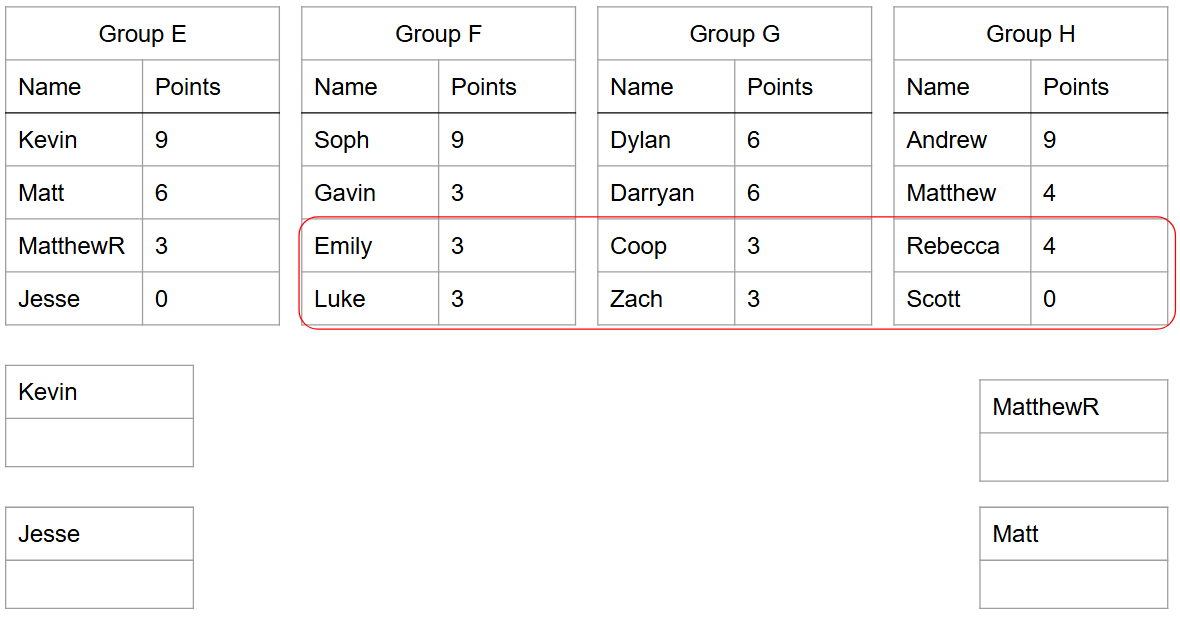 Group E
Name Points
Kevin 9
Matt 6
MatthewR 3
Jesse 0
Group F
Name Points
Soph 9
Gavin 3
Emily 3
Luke 3
Group G
Name Points
Dylan 6
Darryan 6
Coop 3
Zach 3
Group H
Name Points
Andrew 9
Matthew 4
Rebecca 4
Scott 0
Kevin
MatthewR
Jesse
Matt